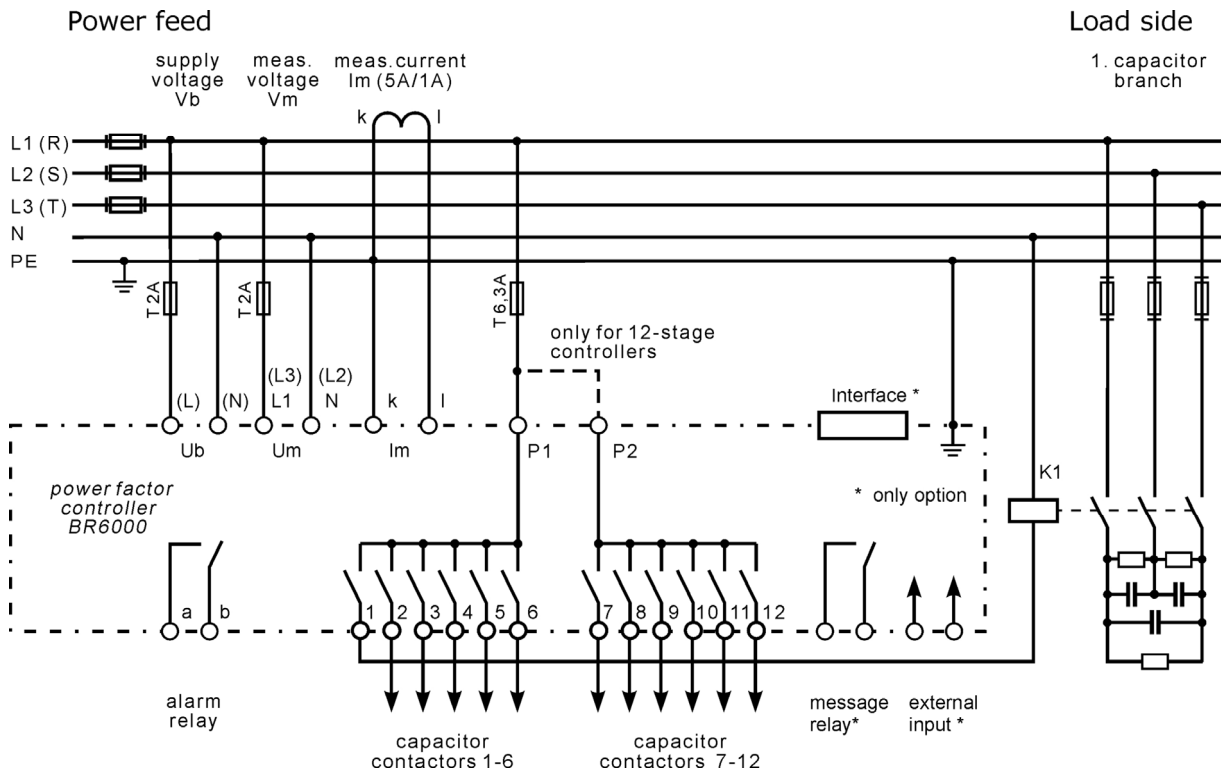 Power feed
Load side
supply
voltage
Vb
meas.
voltage
Vm
meas.current
Im (5A/1A)
1. capacitor
branch
k
l
L1 (R)
L2 (S)
L3 (T)
N
PE
T2A
T2A
T6,3A
only for 12-stage
controllers
(L)
(N)
(L3)
L1
(L2)
N
k
l
Interface *
Ub
Um
Im
P1
P2
K1
power factor
controller
BR6000
* only option
a
b
1
2
3
4
5
6
7
8
9
10
11
12
alarm
relay
message
relay*
external
input *
capacitor
contactors 1-6
capacitor
contactors 7-12